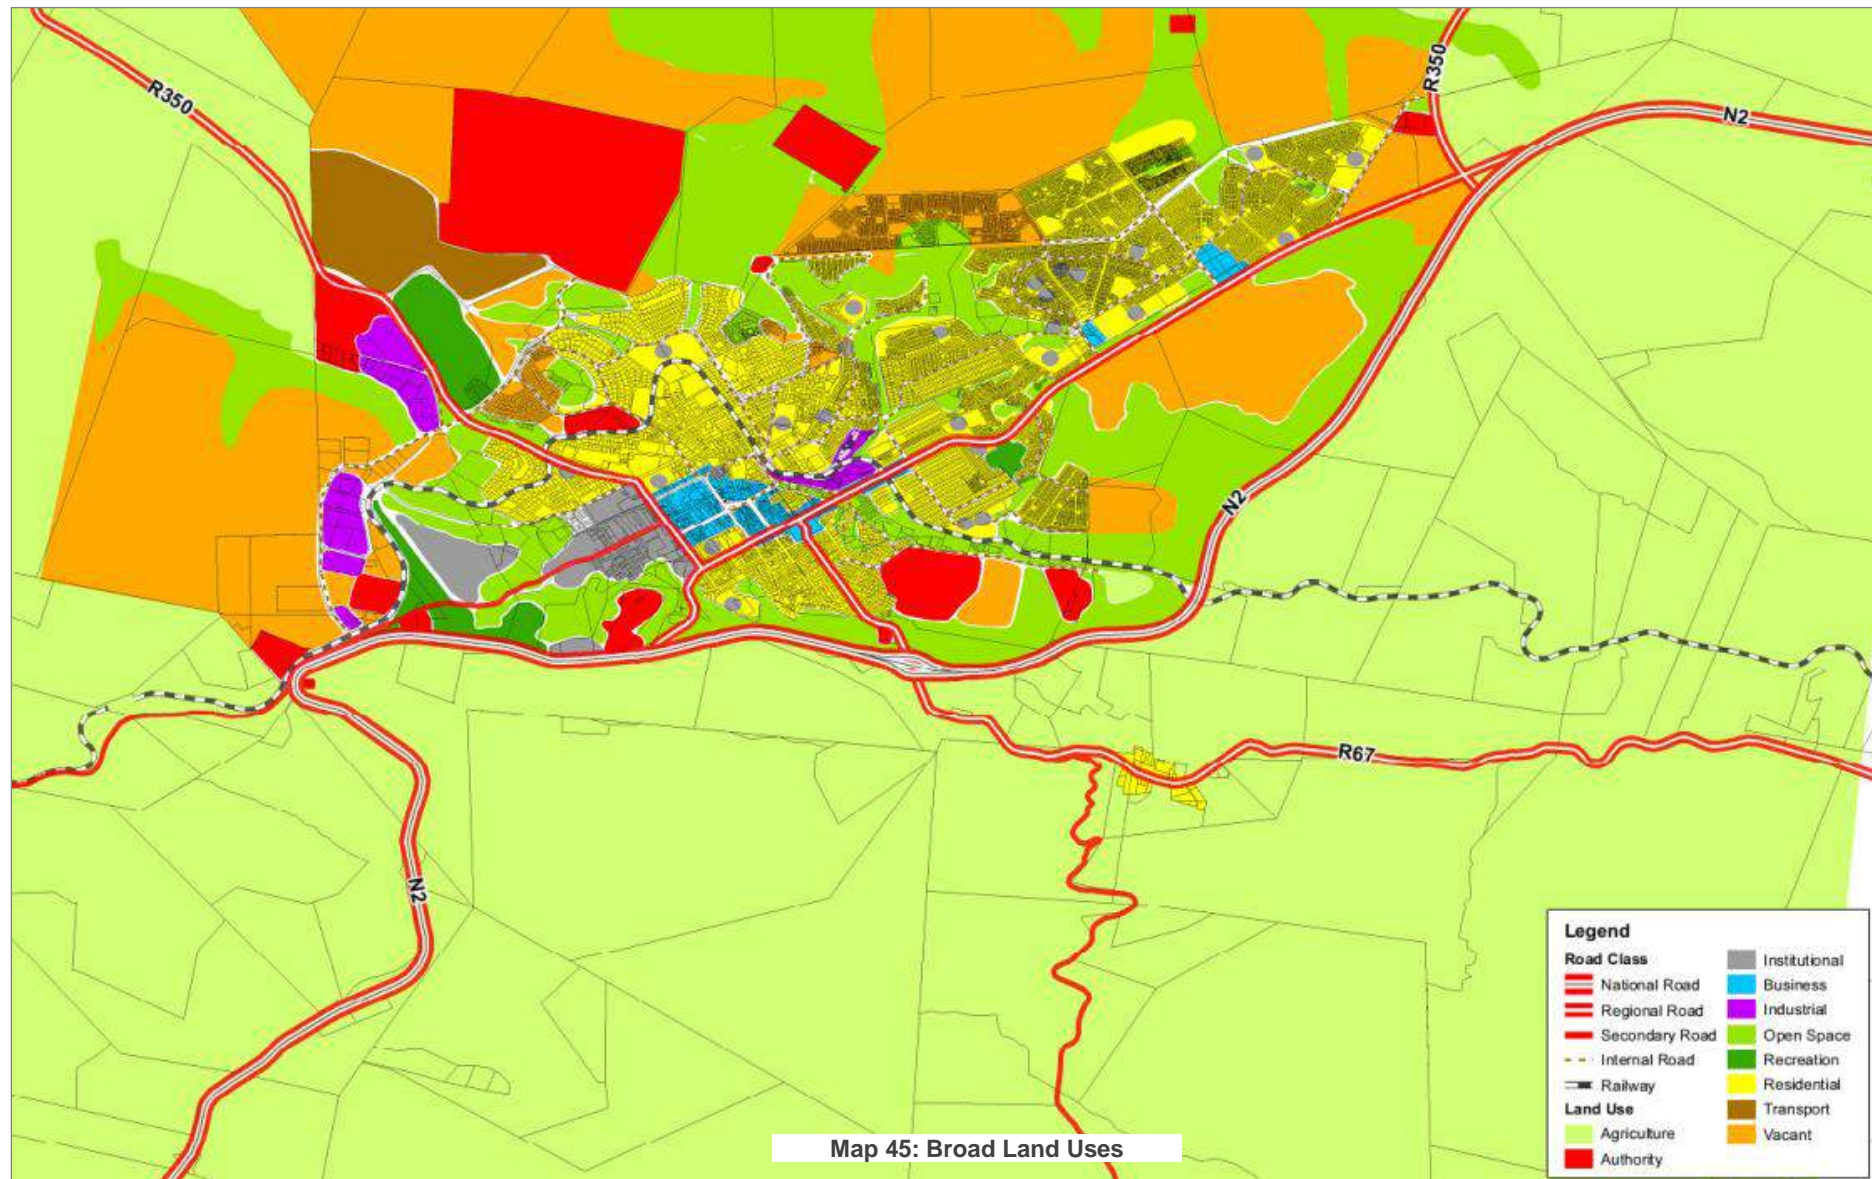 R350
R350
N2
N2
R67
N2
Legend
Road Class
National Road
Regional Road
Secondary Road
Internal Road
Railway
Land Use
Agriculture
Authority
Institutional
Business
Industrial
Open Space
Recreation
Residential
Transport
Vacant
Map 45: Broad Land Uses